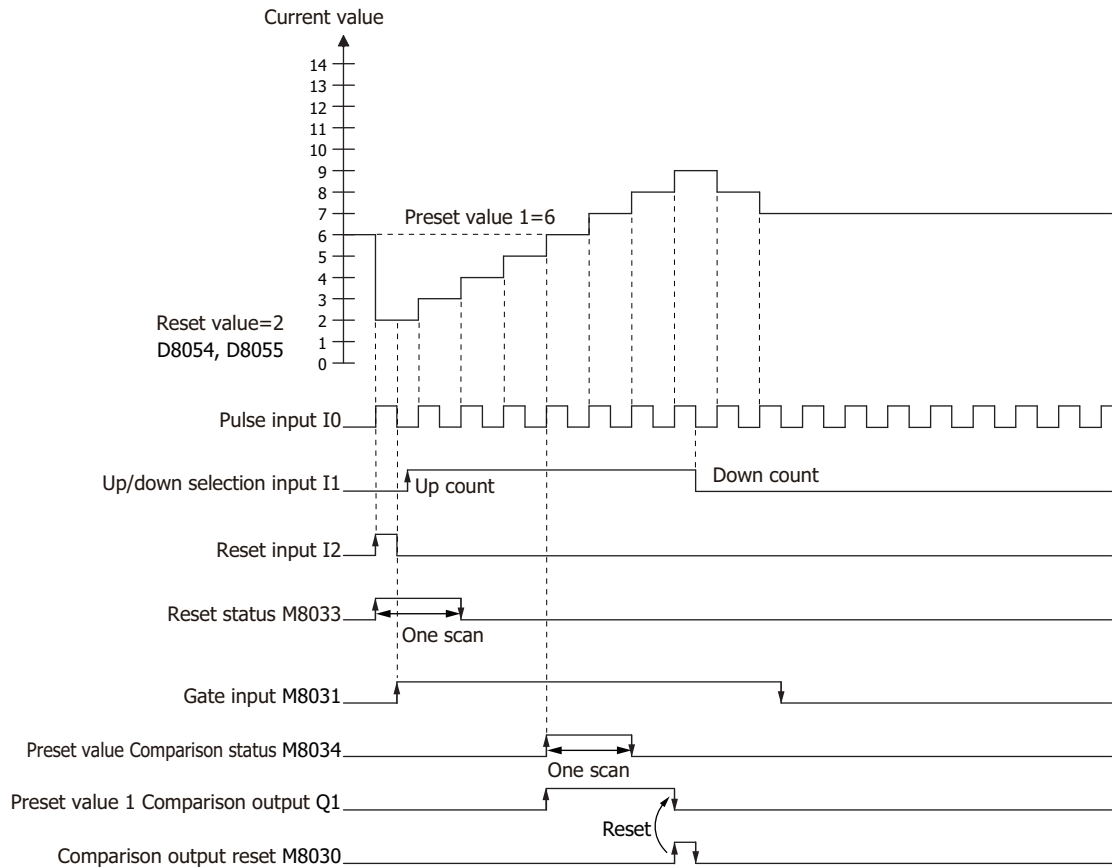 Current value
14
13
12
11
10
9
8
7
6
5
4
3
2
1
0
Preset value 1=6
Reset value=2
D8054, D8055
Pulse input I0
Up/down selection input I1
Up count
Down count
Reset input I2
Reset status M8033
One scan
Gate input M8031
Preset value Comparison status M8034
One scan
Preset value 1 Comparison output Q1
Reset
Comparison output reset M8030